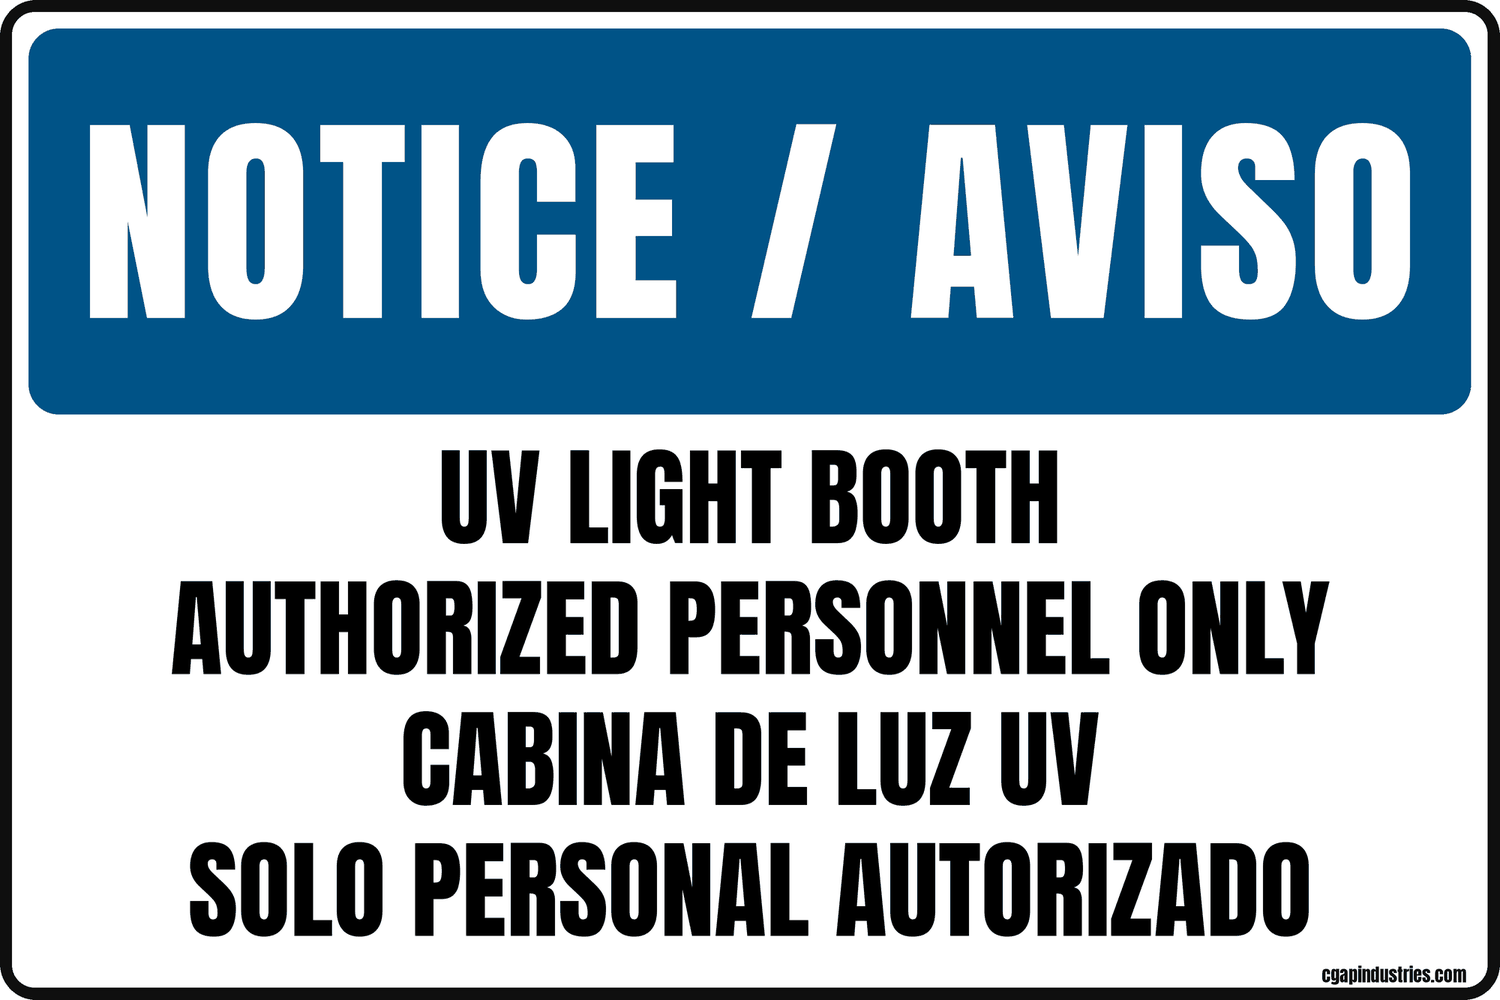 NOTICE / AVISO
UV LIGHT BOOTH
AUTHORIZED PERSONNEL ONLY
CABINA DE LUZ UV
SOLO PERSONAL AUTORIZADO
cgapindustries.com